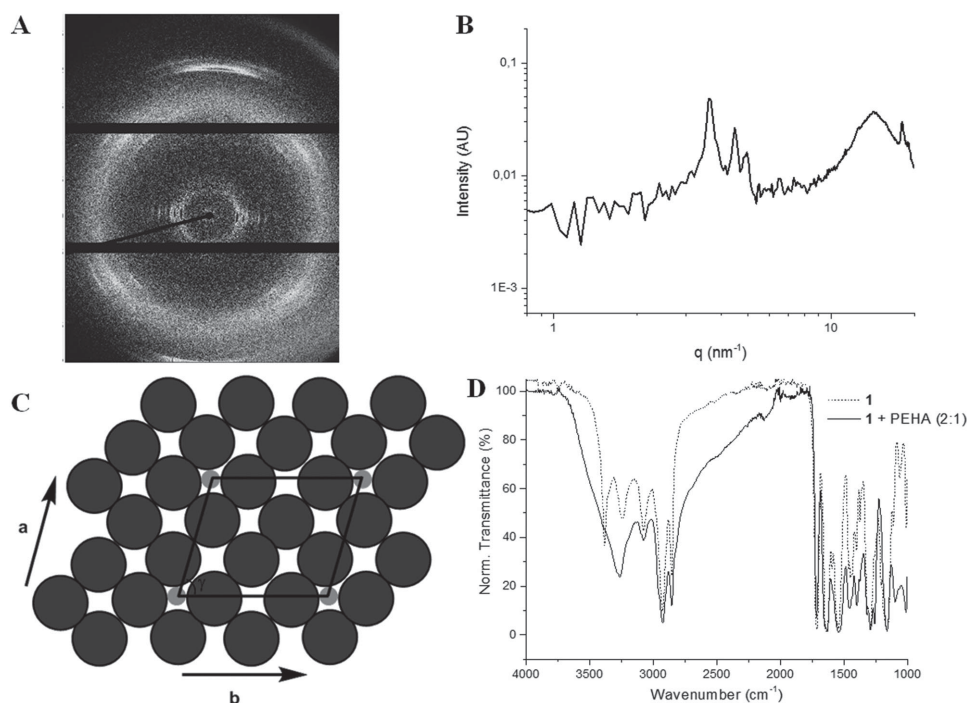 A
B
0,1
0,01
1E-3
Intensity (AU)
1
10
q (nm⁻¹)
C
a
γ
b
D
1
1 + PEHA (2:1)
100
80
60
40
20
0
Norm. Transmittance (%)
4000 3500 3000 2500 2000 1500 1000
Wavenumber (cm⁻¹)